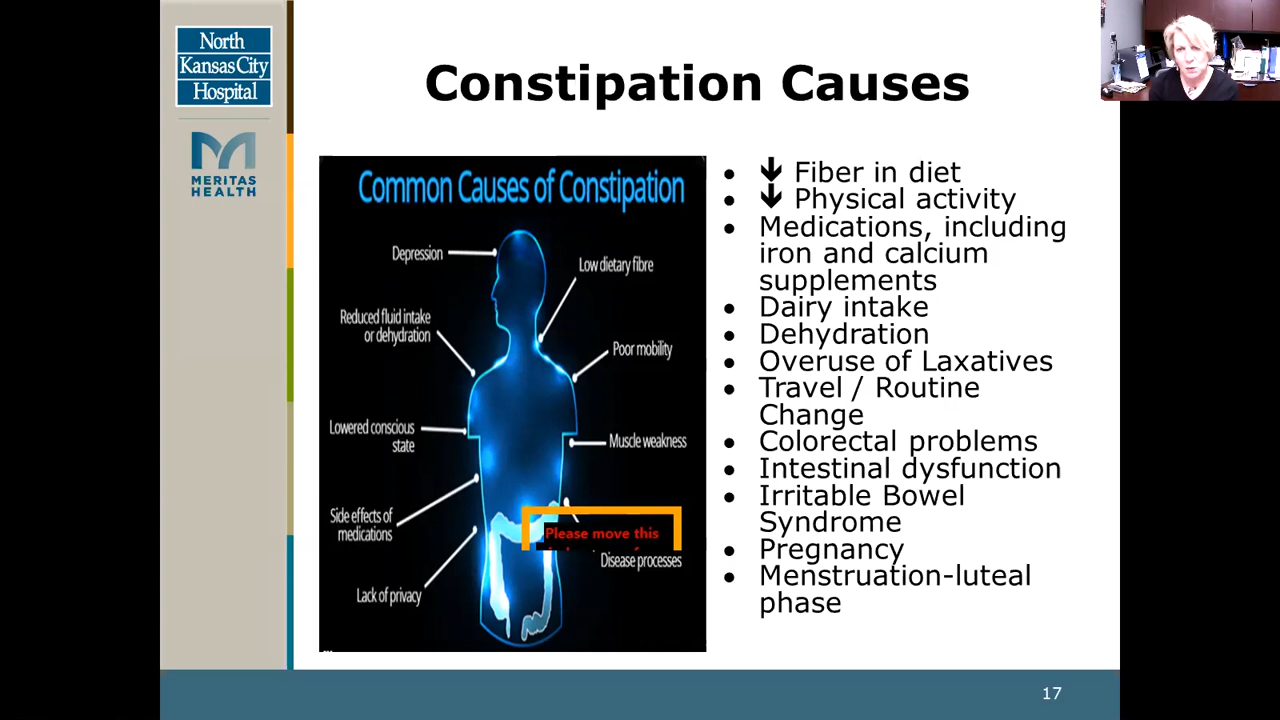 North
Kansas City
Hospital
MERITAS
HEALTH
Constipation Causes
Common Causes of Constipation
Depression
Low dietary fibre
Reduced fluid intake
or dehydration
Poor mobility
Lowered conscious
state
Muscle weakness
Side effects of
medications
Please move this
Disease processes
Lack of privacy
• 🡻 Fiber in diet
• 🡻 Physical activity
• Medications, including
iron and calcium
supplements
• Dairy intake
• Dehydration
• Overuse of Laxatives
• Travel / Routine
Change
• Colorectal problems
• Intestinal dysfunction
• Irritable Bowel
Syndrome
• Pregnancy
• Menstruation-luteal
phase
17